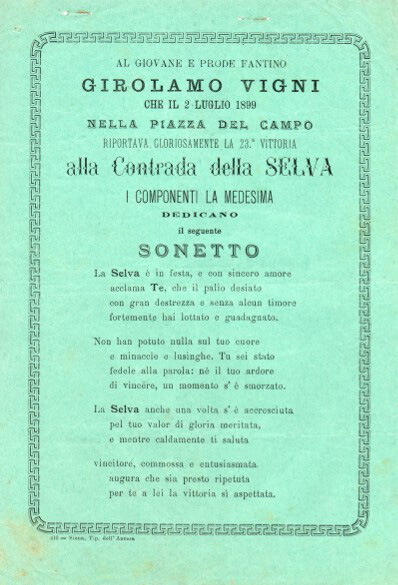 AL GIOVANE E PRODE FANTINO
GIROLAMO VIGNI
CHE IL 2 LUGLIO 1899
NELLA PIAZZA DEL CAMPO
RIPORTAVA GLORIOSAMENTE LA 23.ª VITTORIA
alla Contrada della SELVA
I COMPONENTI LA MEDESIMA
DEDICANO
il seguente
SONETTO
La Selva è in festa, e con sincero amore
acclama Te, che il palio desiato
con gran destrezza e senza alcun timore
fortemente hai lottato e guadagnato.
Non han potuto nulla sul tuo cuore
e minaccie e lusinghe. Tu sei stato
fedele alla parola: nè il tuo ardore
di vincere, un momento s' è smorzato.
La Selva anche una volta s' è accresciuta
pel tuo valor di gloria meritata,
e mentre caldamente ti saluta
vincitore, commossa e entusiasmata
augura che sia presto ripetuta
per te a lei la vittoria sì aspettata.
Siena, Tip. dell' Ancora